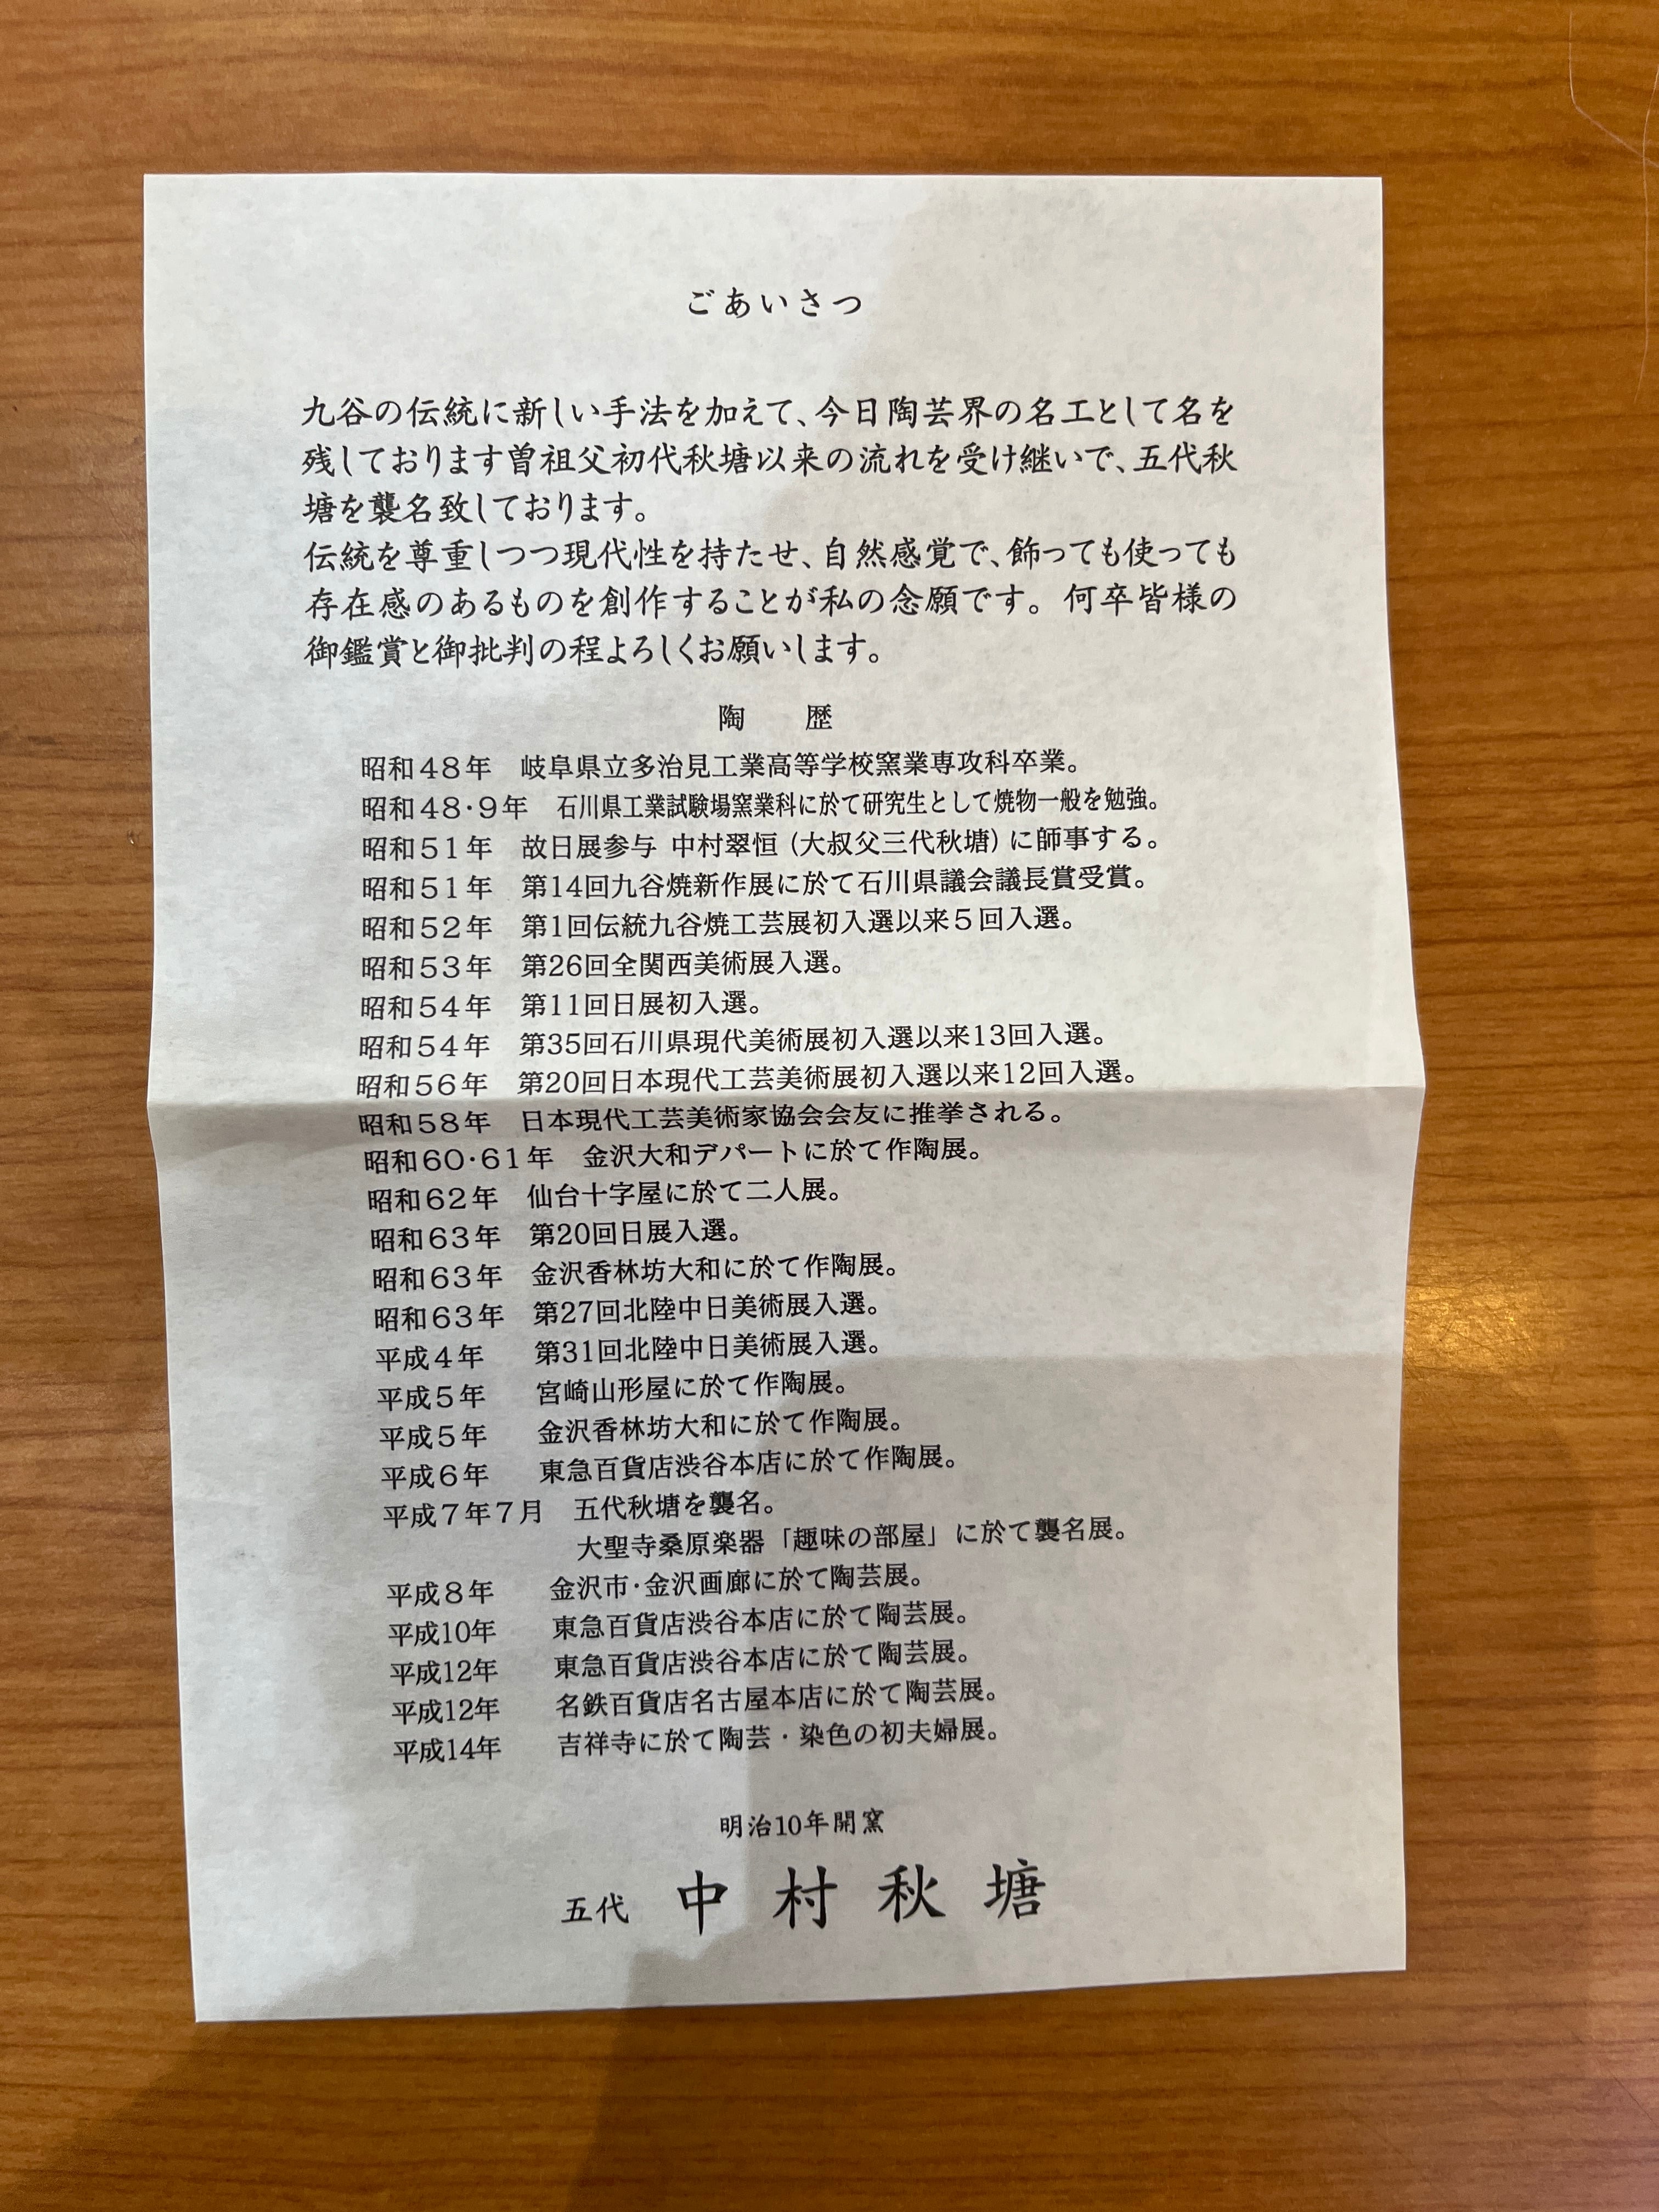 ごあいさつ
九谷の伝統に新しい手法を加えて、今日陶芸界の名工として名を
残しております曽祖父初代秋塘以来の流れを受け継いで、五代秋
塘を襲名致しております。
伝統を尊重しつつ現代性を持たせ、自然感覚で、飾っても使っても
存在感のあるものを創作することが私の念願です。何卒皆様の
御鑑賞と御批判の程よろしくお願いします。
陶　歴
昭和48年　岐阜県立多治見工業高等学校窯業専攻科卒業。
昭和48・9年　石川県工業試験場窯業科に於て研究生として焼物一般を勉強。
昭和51年　故日展参与 中村翠恒（大叔父三代秋塘）に師事する。
昭和51年　第14回九谷焼新作展に於て石川県議会議長賞受賞。
昭和52年　第1回伝統九谷焼工芸展初入選以来5回入選。
昭和53年　第26回全関西美術展入選。
昭和54年　第11回日展初入選。
昭和54年　第35回石川県現代美術展初入選以来13回入選。
昭和56年　第20回日本現代工芸美術展初入選以来12回入選。
昭和58年　日本現代工芸美術家協会会友に推挙される。
昭和60・61年　金沢大和デパートに於て作陶展。
昭和62年　仙台十字屋に於て二人展。
昭和63年　第20回日展入選。
昭和63年　金沢香林坊大和に於て作陶展。
昭和63年　第27回北陸中日美術展入選。
平成4年　第31回北陸中日美術展入選。
平成5年　宮崎山形屋に於て作陶展。
平成5年　金沢香林坊大和に於て作陶展。
平成6年　東急百貨店渋谷本店に於て作陶展。
平成7年7月　五代秋塘を襲名。
大聖寺桑原楽器「趣味の部屋」に於て襲名展。
平成8年　金沢市・金沢画廊に於て陶芸展。
平成10年　東急百貨店渋谷本店に於て陶芸展。
平成12年　東急百貨店渋谷本店に於て陶芸展。
平成12年　名鉄百貨店名古屋本店に於て陶芸展。
平成14年　吉祥寺に於て陶芸・染色の初夫婦展。
明治10年開窯
五代　中村秋塘